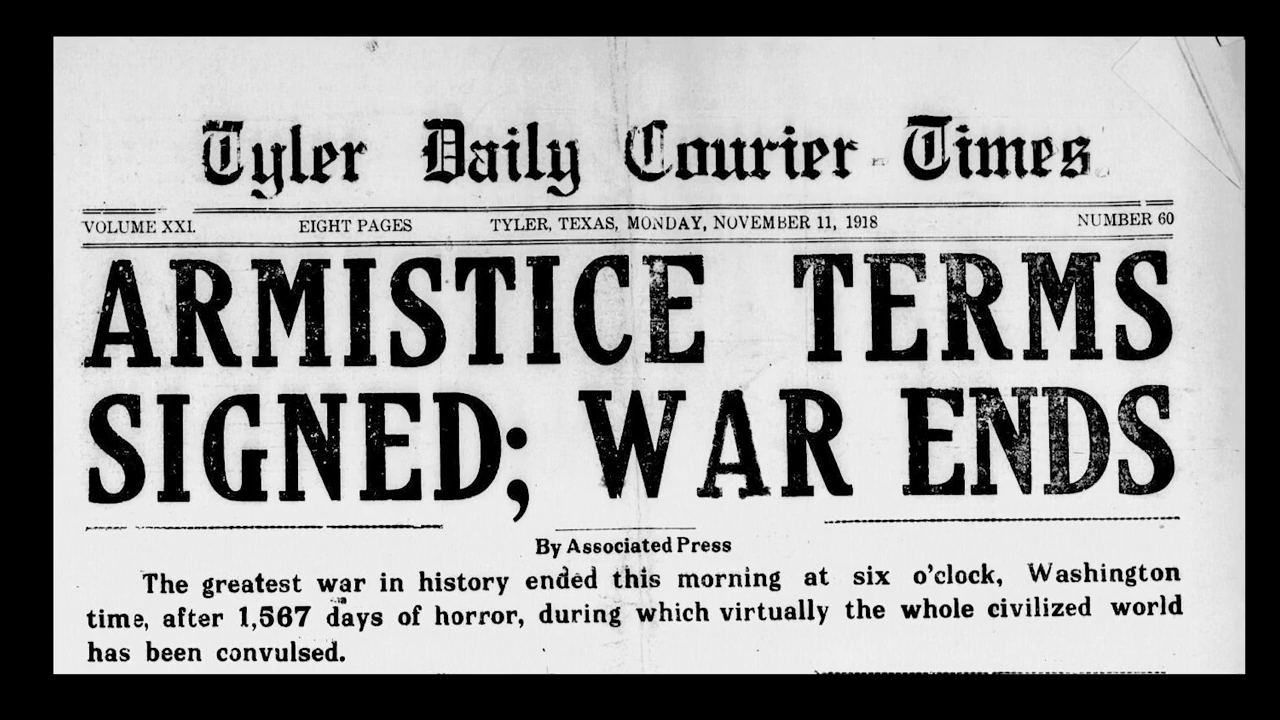 Tyler Daily Courier-Times
VOLUME XXI. EIGHT PAGES TYLER, TEXAS, MONDAY, NOVEMBER 11, 1918 NUMBER 60
ARMISTICE TERMS
SIGNED; WAR ENDS
By Associated Press
The greatest war in history ended this morning at six o'clock, Washington
time, after 1,567 days of horror, during which virtually the whole civilized world
has been convulsed.